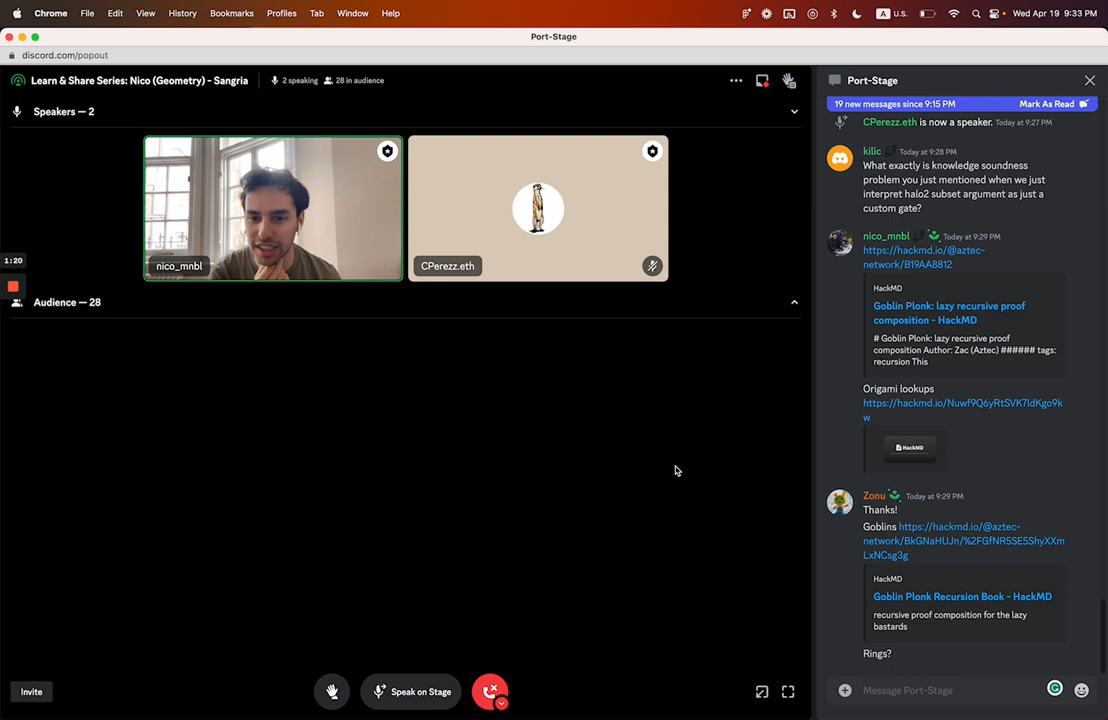 Chrome File Edit View History Bookmarks Profiles Tab Window Help
A U.S. Wed Apr 19 9:33 PM
Port-Stage
discord.com/popout
Learn & Share Series: Nico (Geometry) - Sangria 2 speaking 28 in audience
Speakers — 2
nico_mnbl
CPerezz.eth
1:20
Audience — 28
Invite
Speak on Stage
Port-Stage
19 new messages since 9:15 PM Mark As Read
CPerezz.eth is now a speaker. Today at 9:27 PM
kilic Today at 9:28 PM
What exactly is knowledge soundness
problem you just mentioned when we just
interpret halo2 subset argument as just a
custom gate?
nico_mnbl Today at 9:29 PM
https://hackmd.io/@aztec-
network/B19AA8812
HackMD
Goblin Plonk: lazy recursive proof
composition - HackMD
# Goblin Plonk: lazy recursive proof
composition Author: Zac (Aztec) ###### tags:
recursion This
Origami lookups
https://hackmd.io/Nuwf9Q6yRtSVK7ldKgo9k
w
HackMD
Zonu Today at 9:29 PM
Thanks!
Goblins https://hackmd.io/@aztec-
network/BkGNaHUJn/%2FGfNR5SE5ShyXXm
LxNCsg3g
HackMD
Goblin Plonk Recursion Book - HackMD
recursive proof composition for the lazy
bastards
Rings?
Message Port-Stage